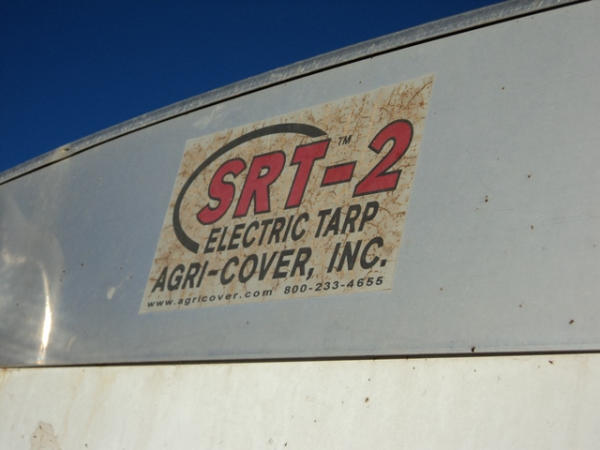 SRT-2™
ELECTRIC TARP
AGRI-COVER, INC.
www.agricover.com 800-233-4655